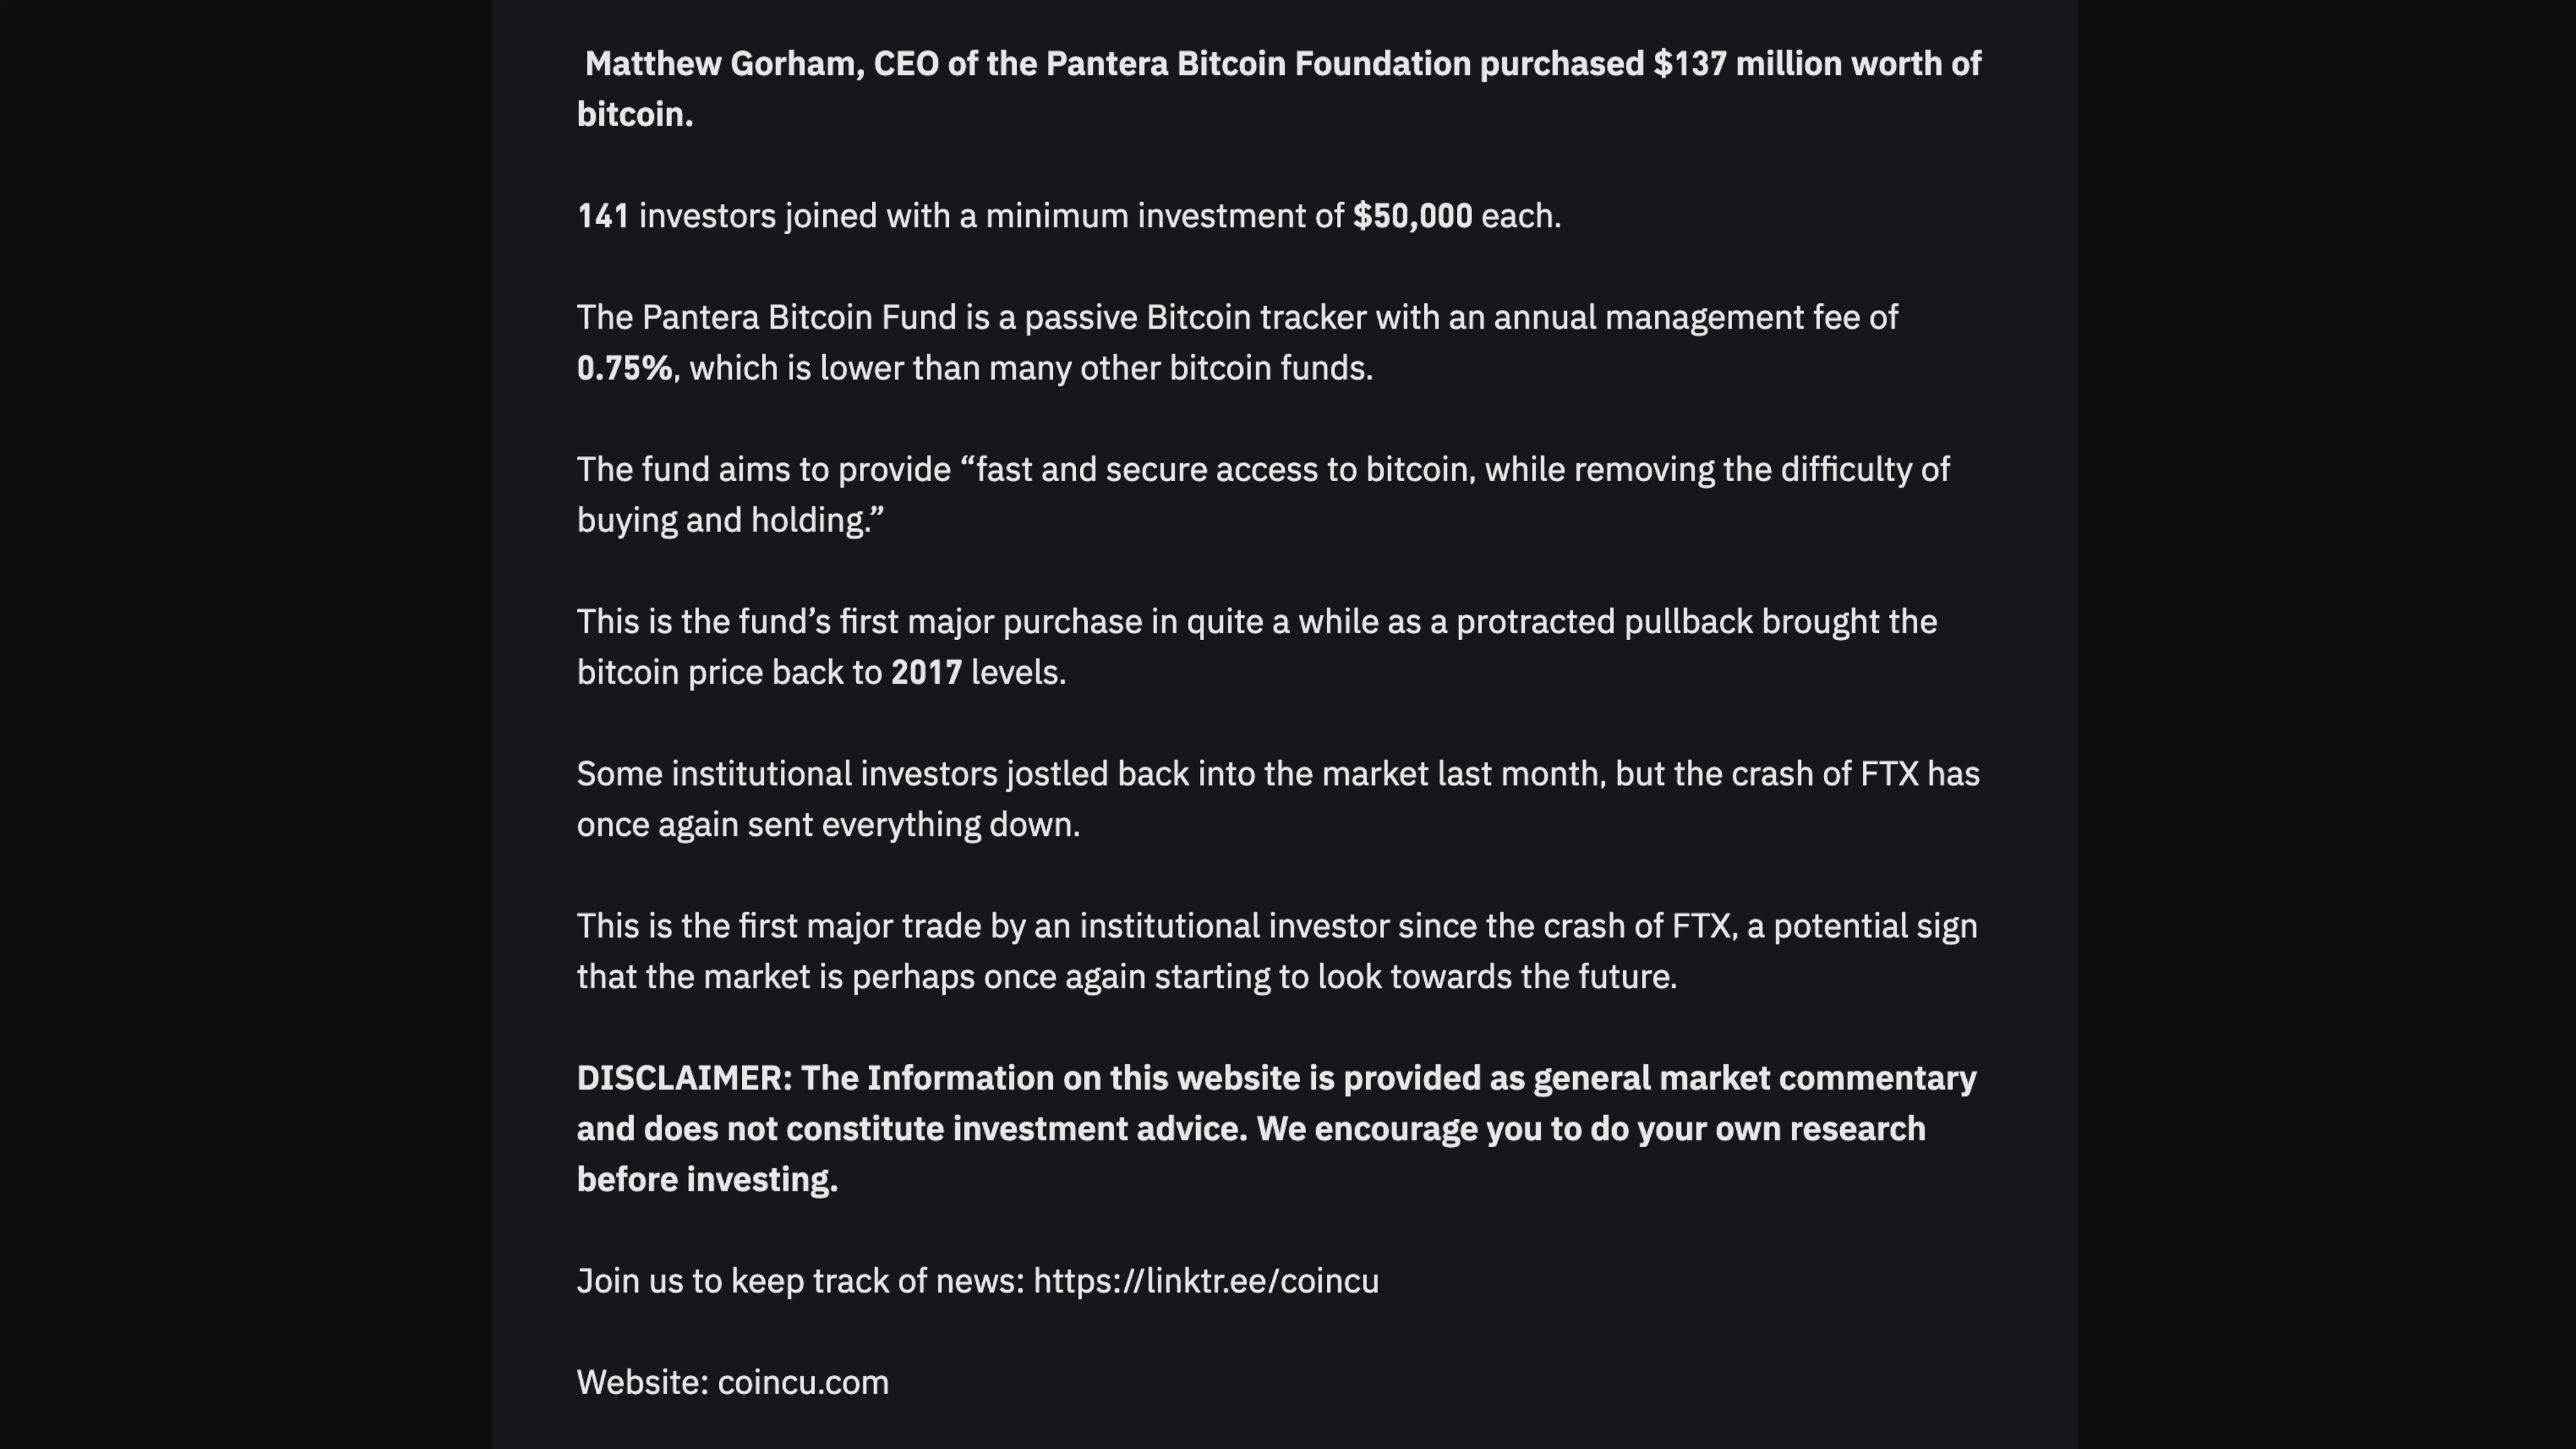 Matthew Gorham, CEO of the Pantera Bitcoin Foundation purchased $137 million worth of
bitcoin.
141 investors joined with a minimum investment of $50,000 each.
The Pantera Bitcoin Fund is a passive Bitcoin tracker with an annual management fee of
0.75%, which is lower than many other bitcoin funds.
The fund aims to provide “fast and secure access to bitcoin, while removing the difficulty of
buying and holding.”
This is the fund’s first major purchase in quite a while as a protracted pullback brought the
bitcoin price back to 2017 levels.
Some institutional investors jostled back into the market last month, but the crash of FTX has
once again sent everything down.
This is the first major trade by an institutional investor since the crash of FTX, a potential sign
that the market is perhaps once again starting to look towards the future.
DISCLAIMER: The Information on this website is provided as general market commentary
and does not constitute investment advice. We encourage you to do your own research
before investing.
Join us to keep track of news: https://linktr.ee/coincu
Website: coincu.com